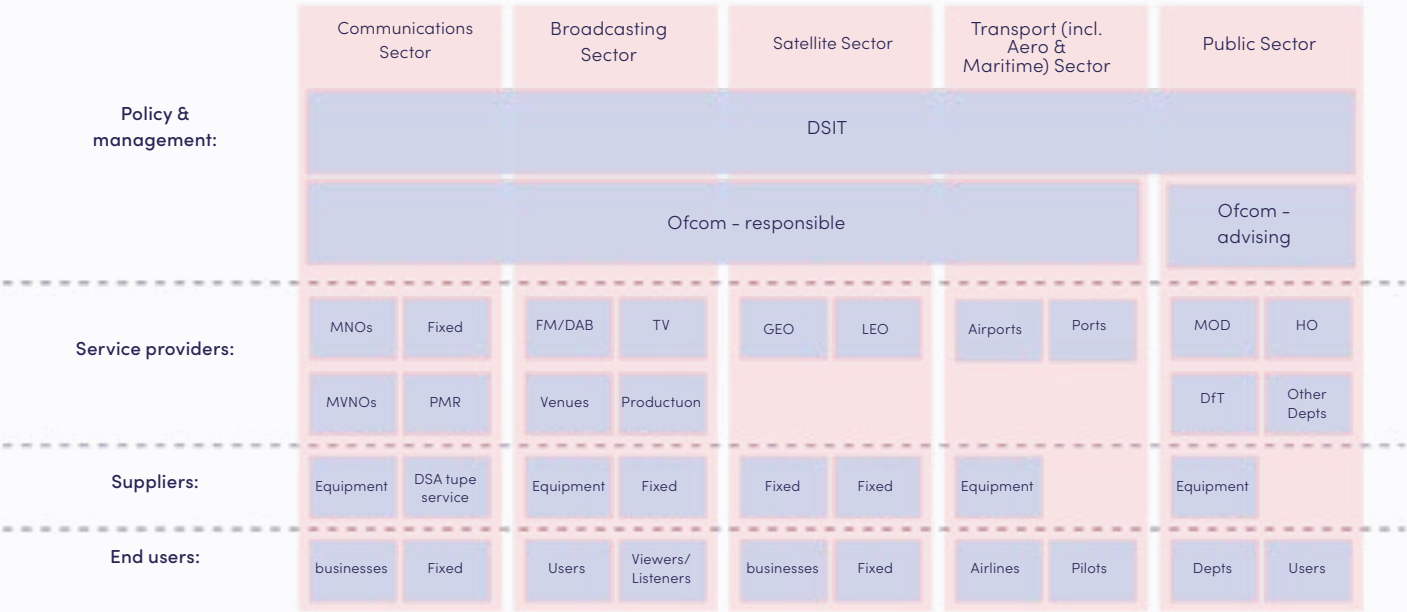 Communications
Sector
Broadcasting
Sector
Satellite Sector
Transport (incl.
Aero &
Maritime) Sector
Public Sector
Policy &
management:
DSIT
Ofcom - responsible
Ofcom -
advising
Service providers:
MNOs
Fixed
FM/DAB
TV
GEO
LEO
Airports
Ports
MOD
HO
MVNOs
PMR
Venues
Productuon
DfT
Other
Depts
Suppliers:
Equipment
DSA tupe
service
Equipment
Fixed
Fixed
Fixed
Equipment
Equipment
End users:
businesses
Fixed
Users
Viewers/
Listeners
businesses
Fixed
Airlines
Pilots
Depts
Users